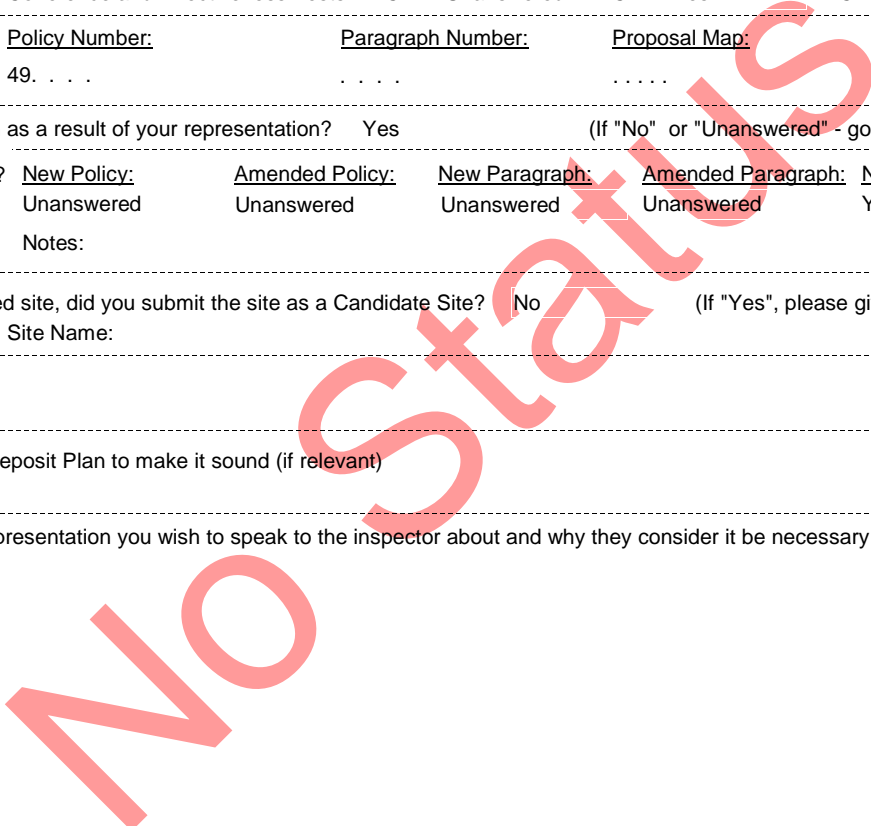 Policy Number: Paragraph Number: Proposal Map:
49. . . . . . . . . . . . .
as a result of your representation? Yes (If "No" or "Unanswered" - go
? New Policy: Amended Policy: New Paragraph: Amended Paragraph:
Unanswered Unanswered Unanswered Unanswered
Notes:
ed site, did you submit the site as a Candidate Site? No (If "Yes", please gi
Site Name:
eposit Plan to make it sound (if relevant)
presentation you wish to speak to the inspector about and why they consider it be necessary
No Status